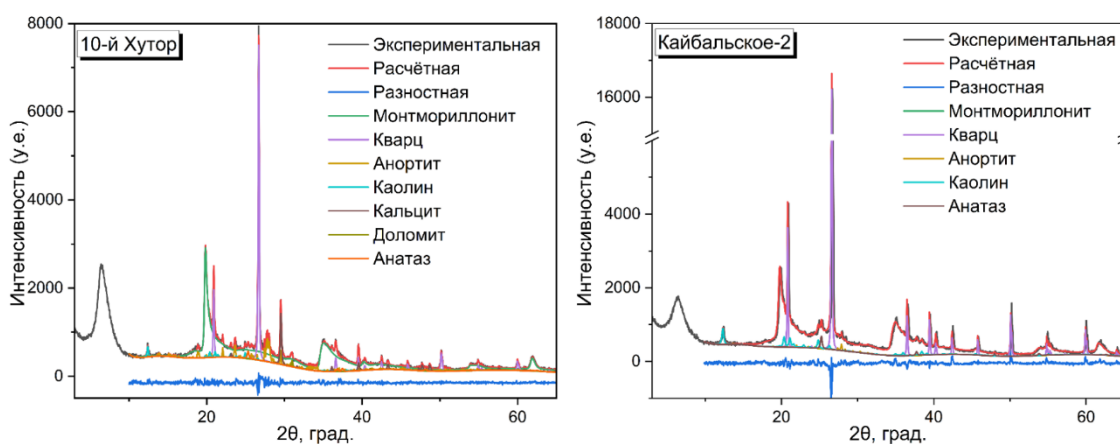 10-й Хутор
Экспериментальная
Расчётная
Разностная
Монтмориллонит
Кварц
Анортит
Каолин
Кальцит
Доломит
Анатаз
Интенсивность (у.е.)
8000
6000
4000
2000
0
20
40
60
2θ, град.
Кайбальское-2
Экспериментальная
Расчётная
Разностная
Монтмориллонит
Кварц
Анортит
Каолин
Анатаз
Интенсивность (у.е.)
18000
16000
4000
2000
0
20
40
60
2θ, град.